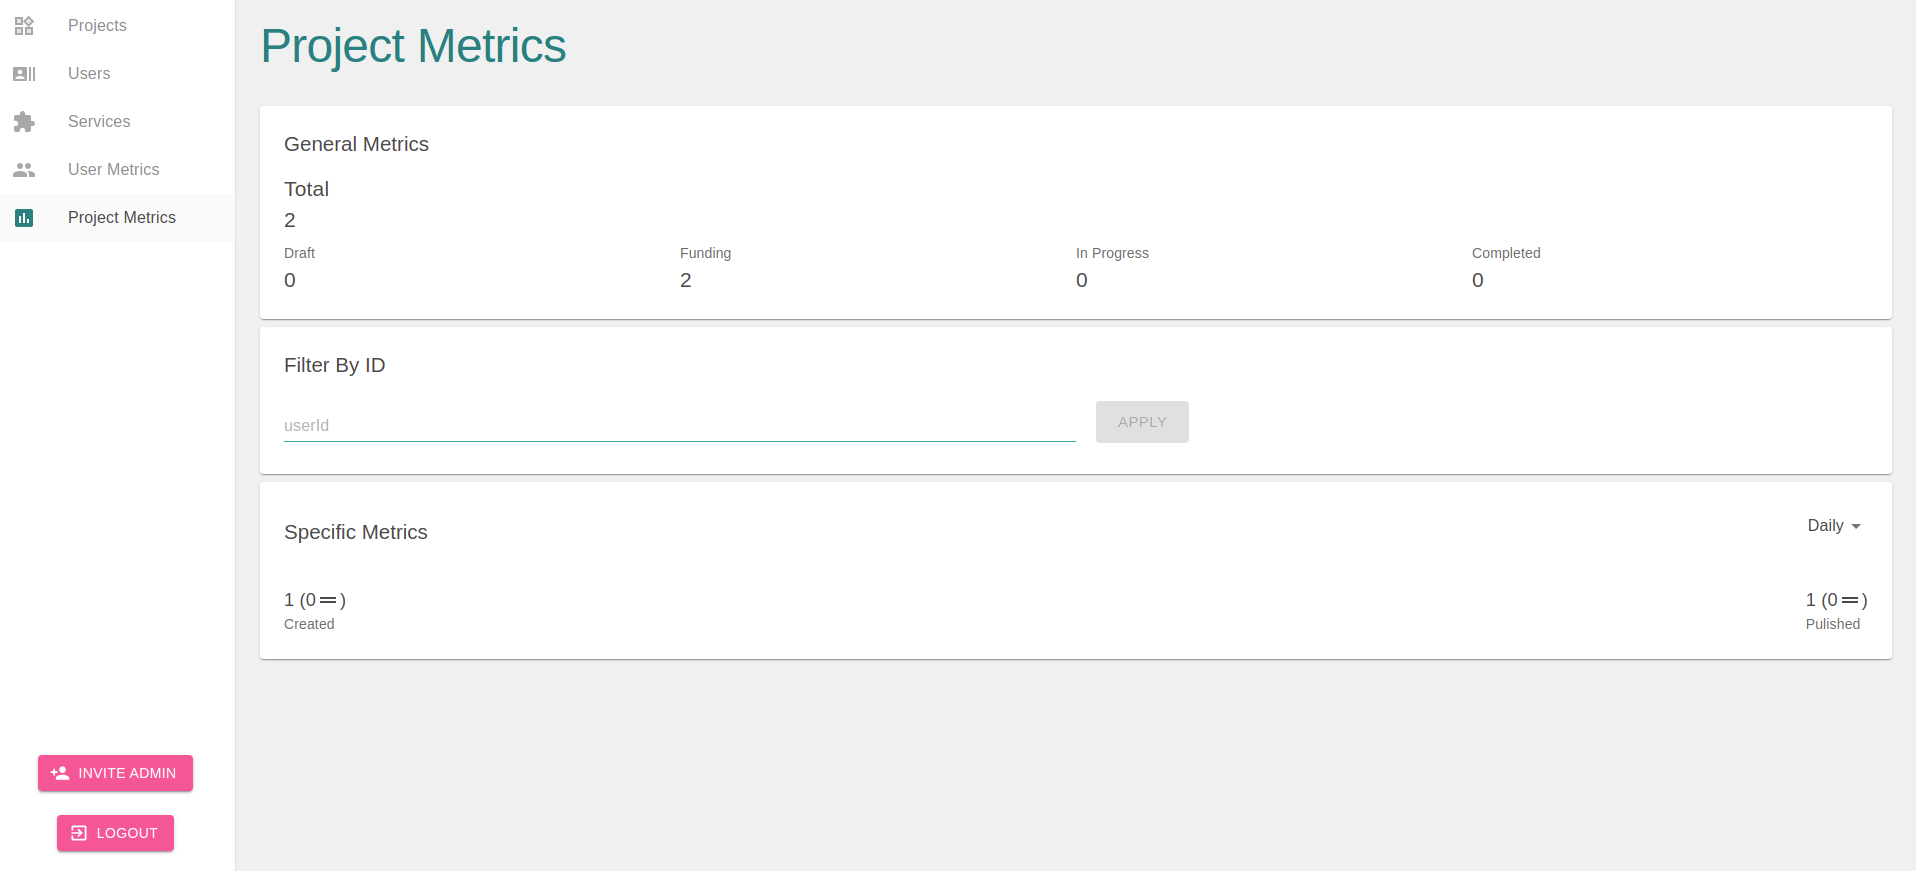 Projects
Users
Services
User Metrics
Project Metrics
INVITE ADMIN
LOGOUT
Project Metrics
General Metrics
Total
2
Draft Funding In Progress Completed
0 2 0 0
Filter By ID
userId APPLY
Specific Metrics Daily
1 (0 = ) 1 (0 = )
Created Pulished